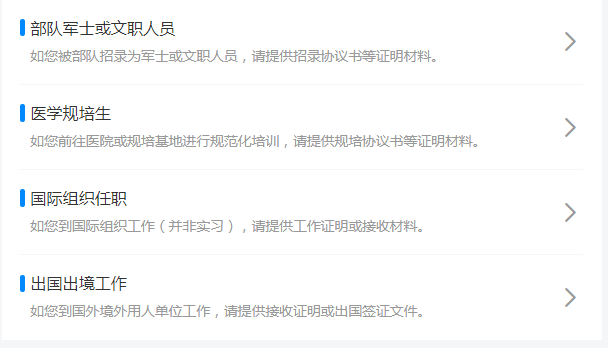 部队军士或文职人员
如您被部队招录为军士或文职人员，请提供招录协议书等证明材料。
医学规培生
如您前往医院或规培基地进行规范化培训，请提供规培协议书等证明材料。
国际组织任职
如您到国际组织工作（并非实习），请提供工作证明或接收材料。
出国出境工作
如您到国外境外用人单位工作，请提供接收证明或出国签证文件。